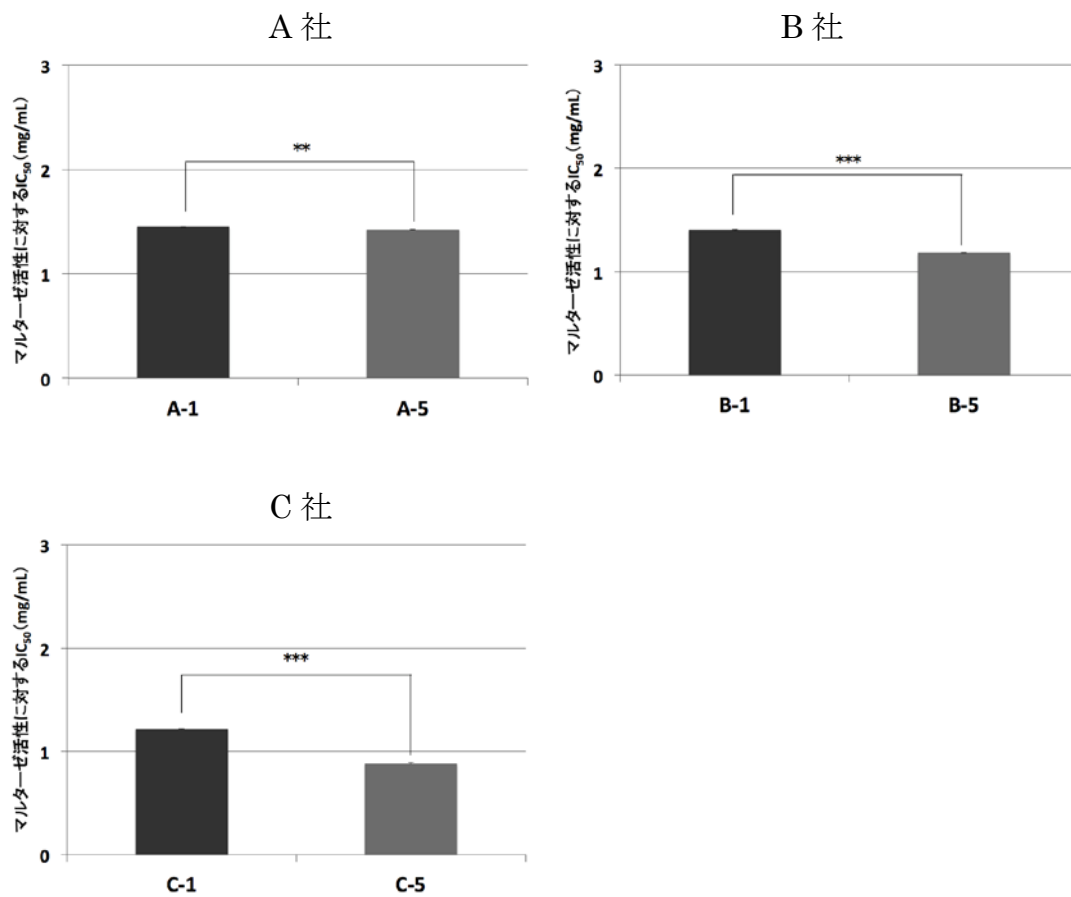 A 社
マルターゼ活性に対するIC50(mg/mL)
3
2
1
0
**
A-1
A-5
B 社
マルターゼ活性に対するIC50(mg/mL)
3
2
1
0
***
B-1
B-5
C 社
マルターゼ活性に対するIC50(mg/mL)
3
2
1
0
***
C-1
C-5